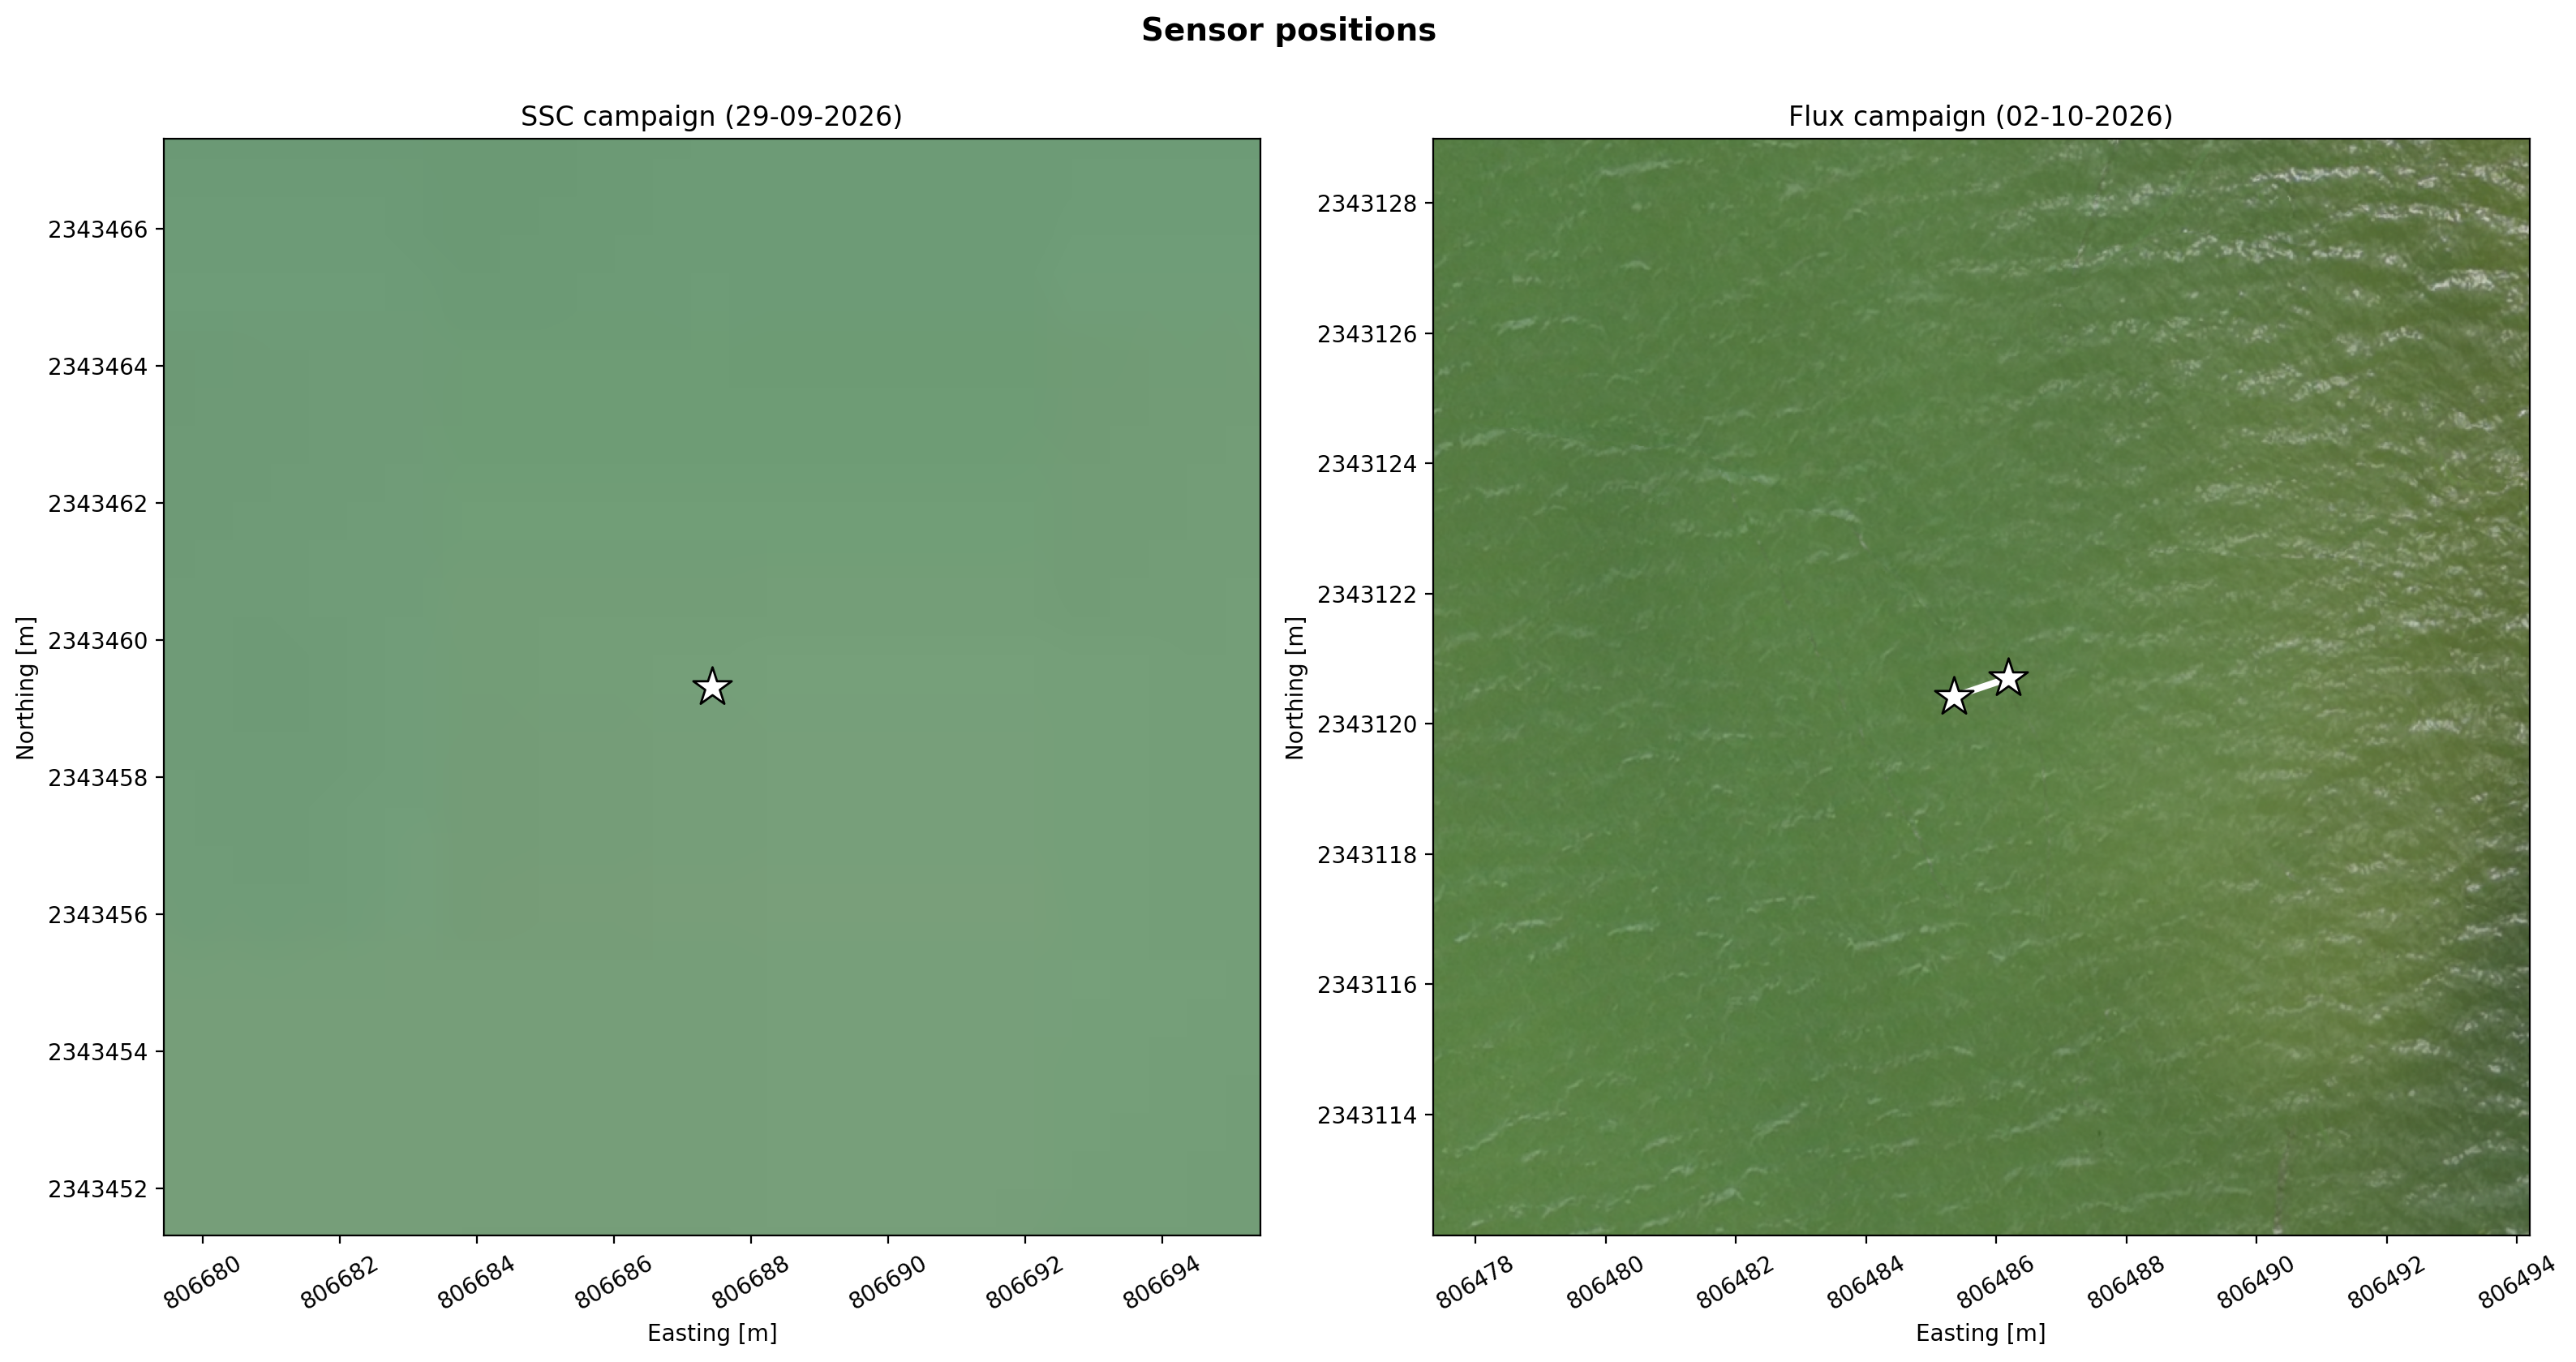 Sensor positions
SSC campaign (29-09-2026)
Northing [m]
2343466
2343464
2343462
2343460
2343458
2343456
2343454
2343452
806680 806682 806684 806686 806688 806690 806692 806694
Easting [m]
Flux campaign (02-10-2026)
Northing [m]
2343128
2343126
2343124
2343122
2343120
2343118
2343116
2343114
806478 806480 806482 806484 806486 806488 806490 806492 806494
Easting [m]